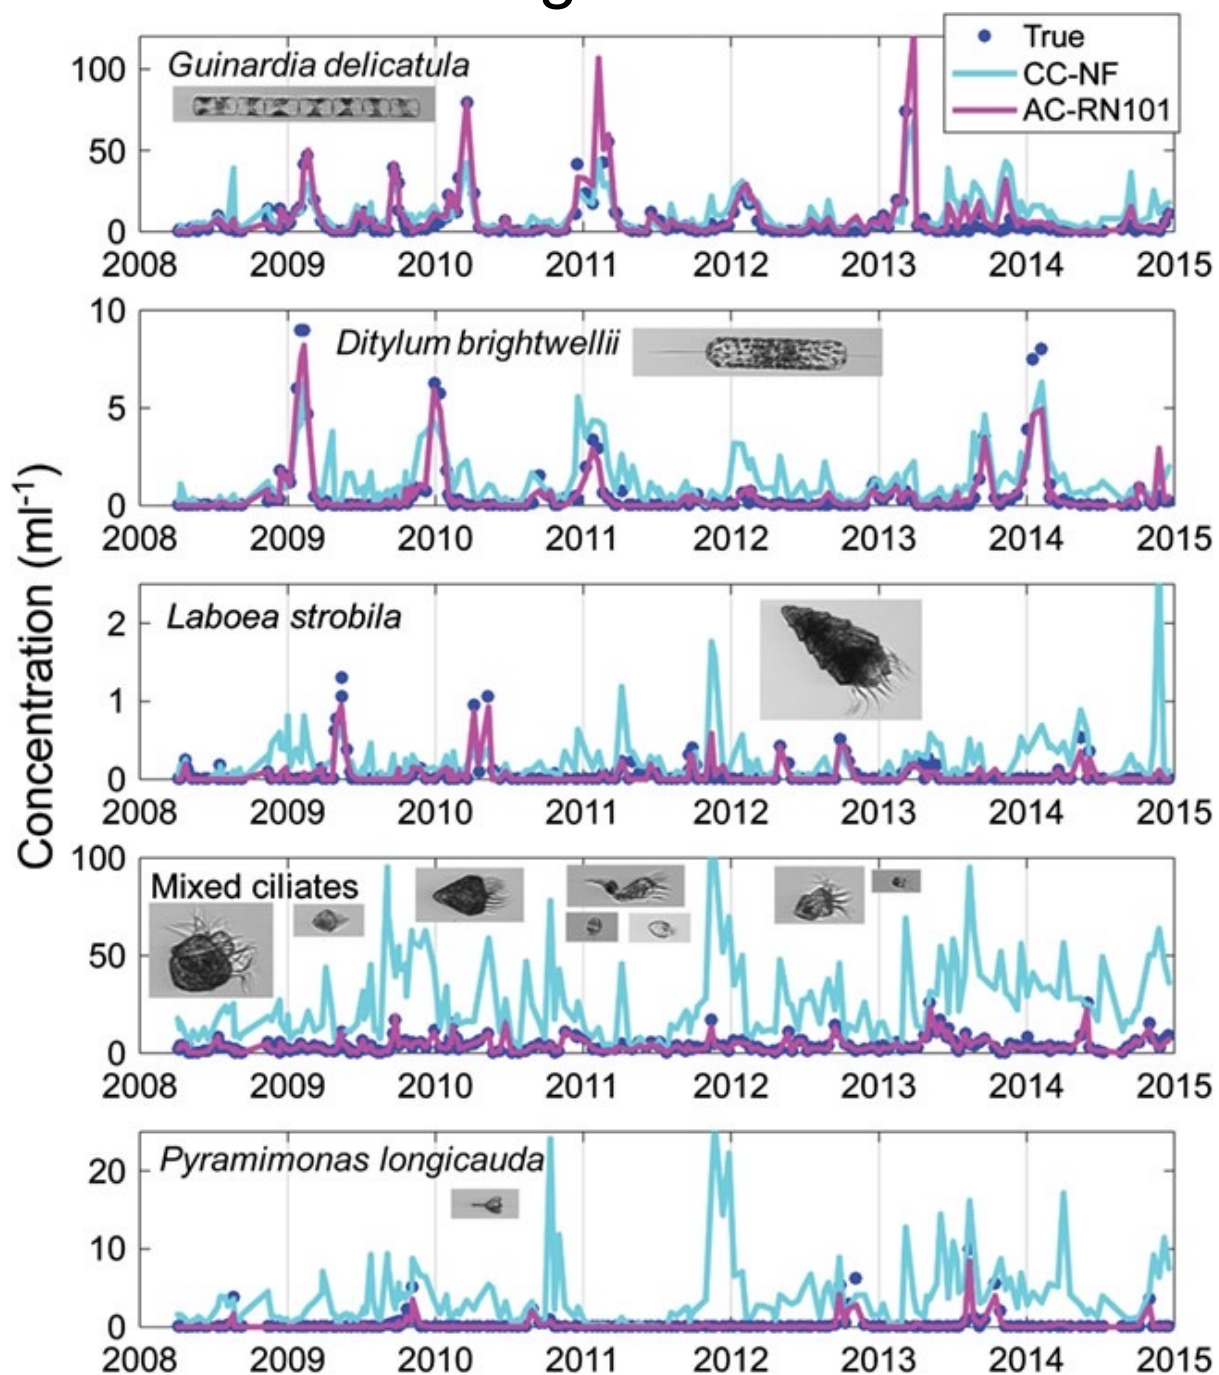 g
True
CC-NF
AC-RN101
Guinardia delicatula
100
50
0
2008 2009 2010 2011 2012 2013 2014 2015
Ditylum brightwellii
10
5
0
2008 2009 2010 2011 2012 2013 2014 2015
Concentration (ml⁻¹)
Laboea strobila
2
1
0
2008 2009 2010 2011 2012 2013 2014 2015
Mixed ciliates
100
50
0
2008 2009 2010 2011 2012 2013 2014 2015
Pyramimonas longicauda
20
10
0
2008 2009 2010 2011 2012 2013 2014 2015